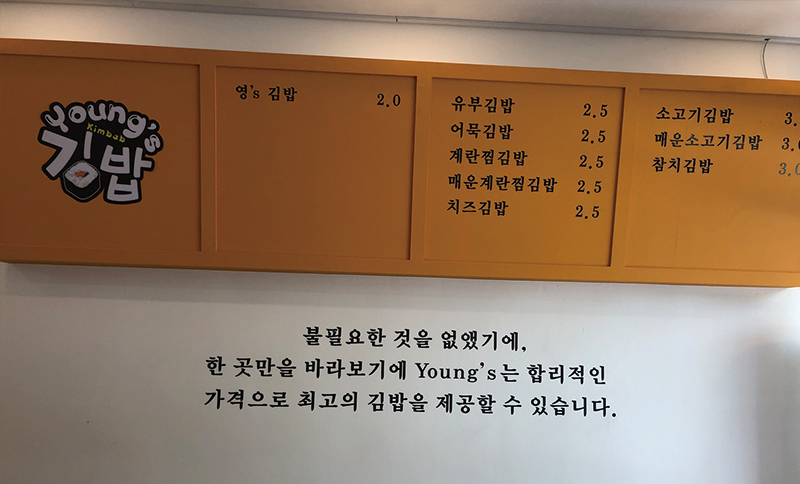 Young's
Kimbab
김밥
영's 김밥 2.0
유부김밥 2.5
어묵김밥 2.5
계란찜김밥 2.5
매운계란찜김밥 2.5
치즈김밥 2.5
소고기김밥 3.
매운소고기김밥 3.0
참치김밥 3.0
불필요한 것을 없앴기에,
한 곳만을 바라보기에 Young's는 합리적인
가격으로 최고의 김밥을 제공할 수 있습니다.